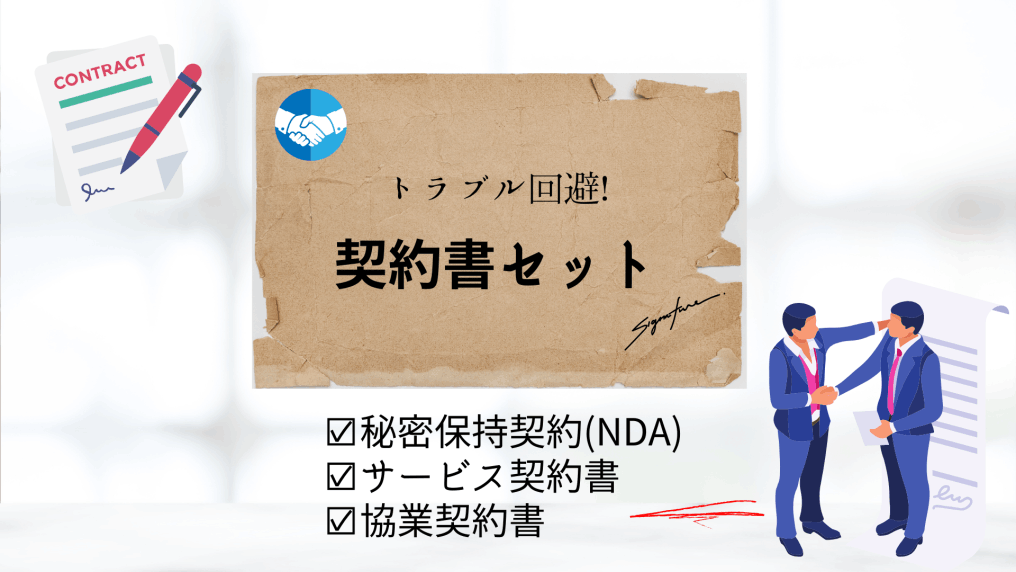 CONTRACT
トラブル回避!
契約書セット
Signature
☑秘密保持契約(NDA)
☑サービス契約書
☑協業契約書